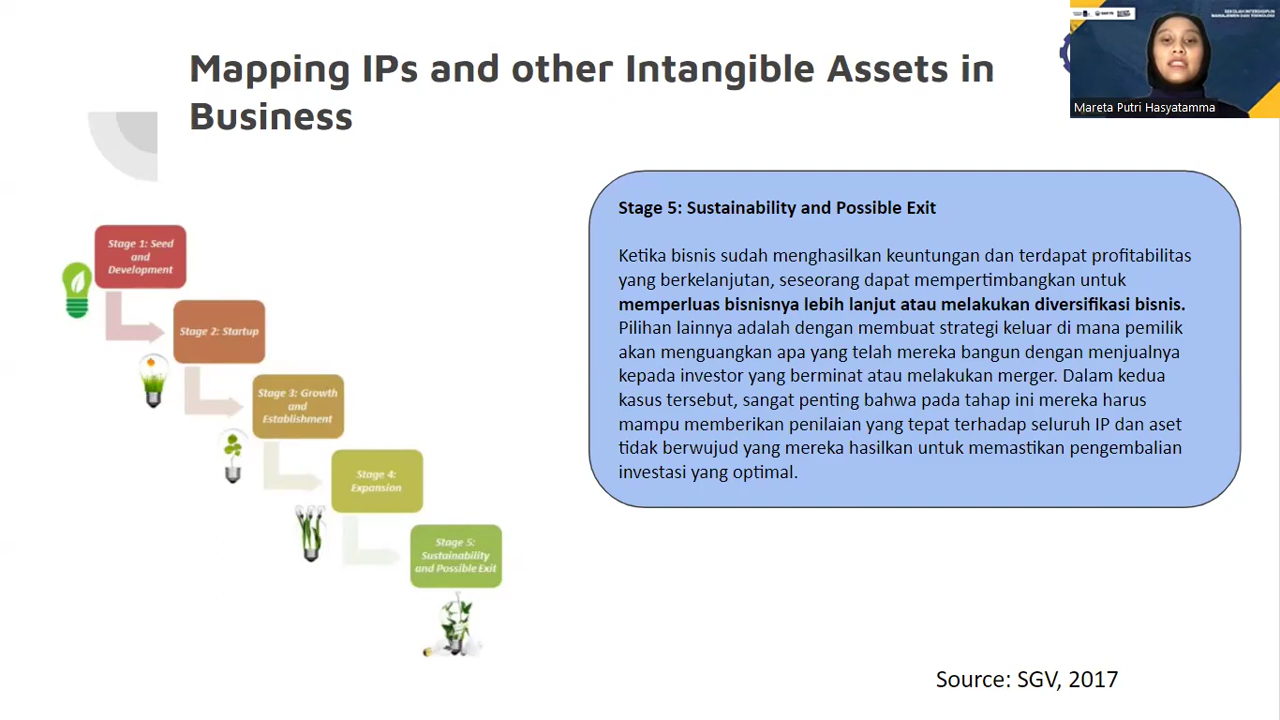 Mapping IPs and other Intangible Assets in
Business
Mareta Putri Hasyatamma
Stage 1: Seed
and
Development
Stage 2: Startup
Stage 3: Growth
and
Establishment
Stage 4:
Expansion
Stage 5:
Sustainability
and Possible Exit
Stage 5: Sustainability and Possible Exit
Ketika bisnis sudah menghasilkan keuntungan dan terdapat profitabilitas
yang berkelanjutan, seseorang dapat mempertimbangkan untuk
memperluas bisnisnya lebih lanjut atau melakukan diversifikasi bisnis.
Pilihan lainnya adalah dengan membuat strategi keluar di mana pemilik
akan menguangkan apa yang telah mereka bangun dengan menjualnya
kepada investor yang berminat atau melakukan merger. Dalam kedua
kasus tersebut, sangat penting bahwa pada tahap ini mereka harus
mampu memberikan penilaian yang tepat terhadap seluruh IP dan aset
tidak berwujud yang mereka hasilkan untuk memastikan pengembalian
investasi yang optimal.
Source: SGV, 2017